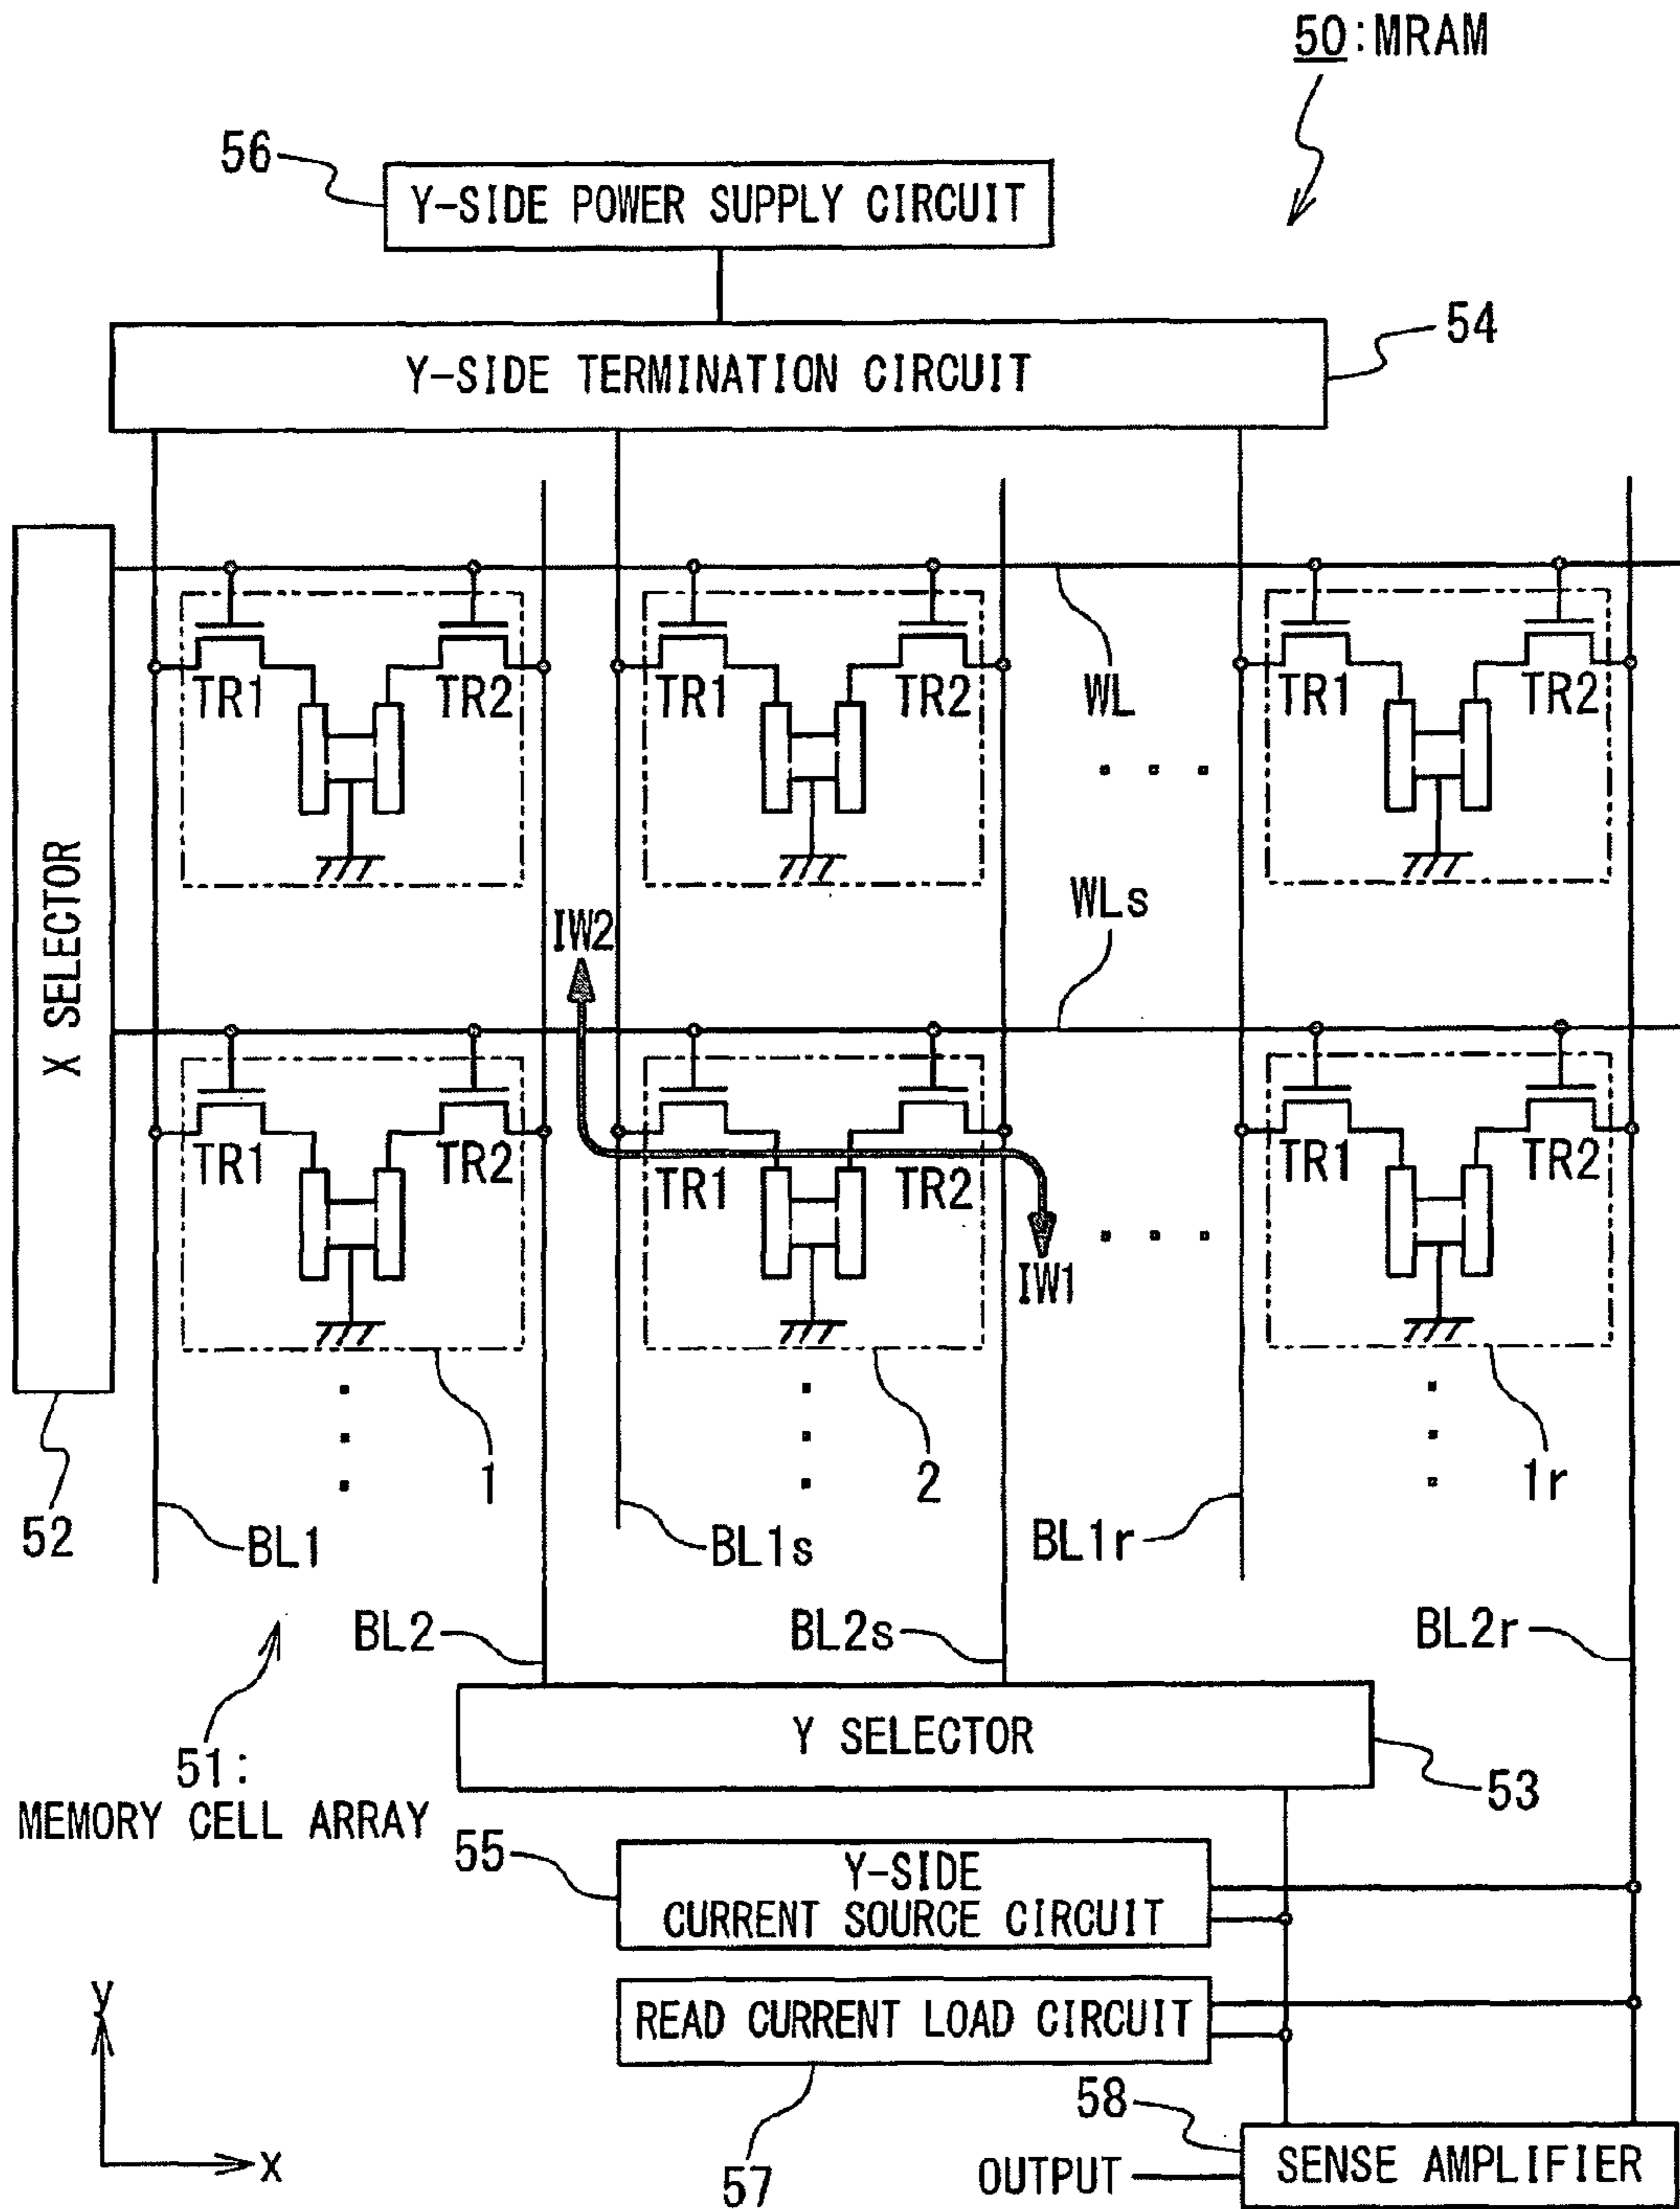 50:MRAM
56
Y-SIDE POWER SUPPLY CIRCUIT
54
Y-SIDE TERMINATION CIRCUIT
X SELECTOR
TR1 TR2
TR1 TR2
WL
TR1 TR2
. . .
WLs
IW2
TR1 TR2
TR1 TR2
TR1 TR2
. . .
IW1
1
2
1r
52
BL1
BL1s
BL1r
BL2
BL2s
BL2r
Y SELECTOR
51:
MEMORY CELL ARRAY
53
55
Y-SIDE
CURRENT SOURCE CIRCUIT
y
READ CURRENT LOAD CIRCUIT
58
x
57
OUTPUT
SENSE AMPLIFIER